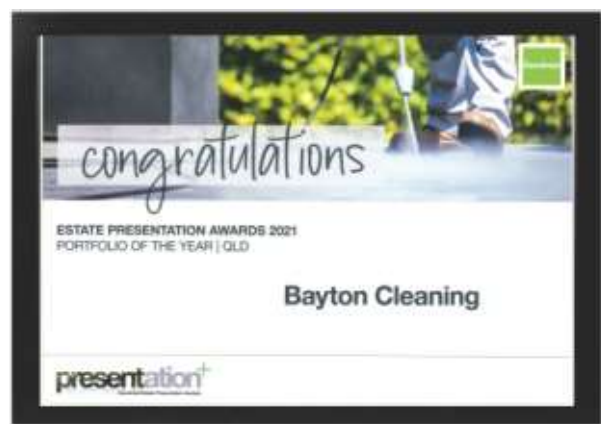 congratulations
ESTATE PRESENTATION AWARDS 2021
PORTFOLIO OF THE YEAR | QLD
Bayton Cleaning
presentation+